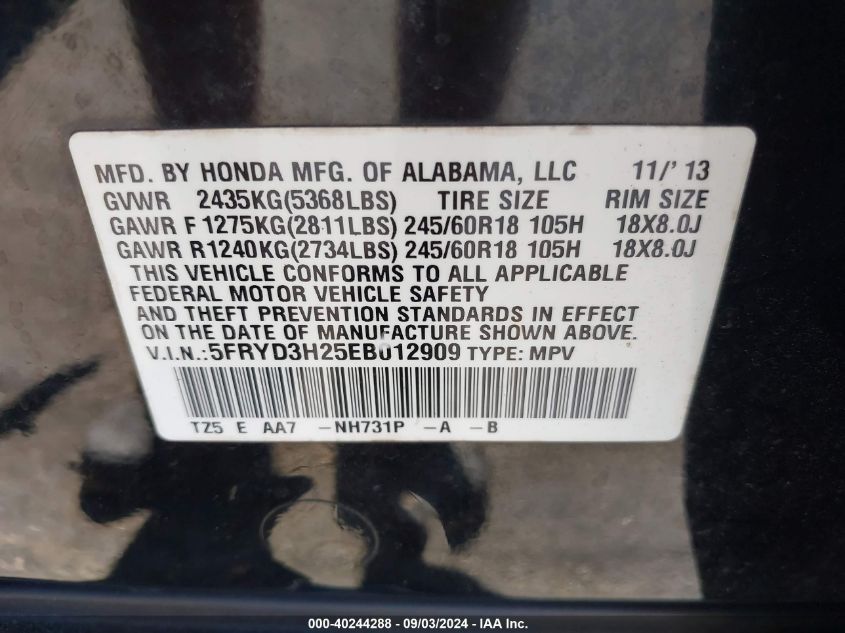 MFD. BY HONDA MFG. OF ALABAMA, LLC 11/' 13
GVWR 2435KG(5368LBS) TIRE SIZE RIM SIZE
GAWR F 1275KG(2811LBS) 245/60R18 105H 18X8.0J
GAWR R1240KG(2734LBS) 245/60R18 105H 18X8.0J
THIS VEHICLE CONFORMS TO ALL APPLICABLE
FEDERAL MOTOR VEHICLE SAFETY
AND THEFT PREVENTION STANDARDS IN EFFECT
ON THE DATE OF MANUFACTURE SHOWN ABOVE.
V.I.N.:5FRYD3H25EB012909 TYPE: MPV
TZ5 E AA7 -NH731P -A -B
000-40244288 - 09/03/2024 - IAA Inc.